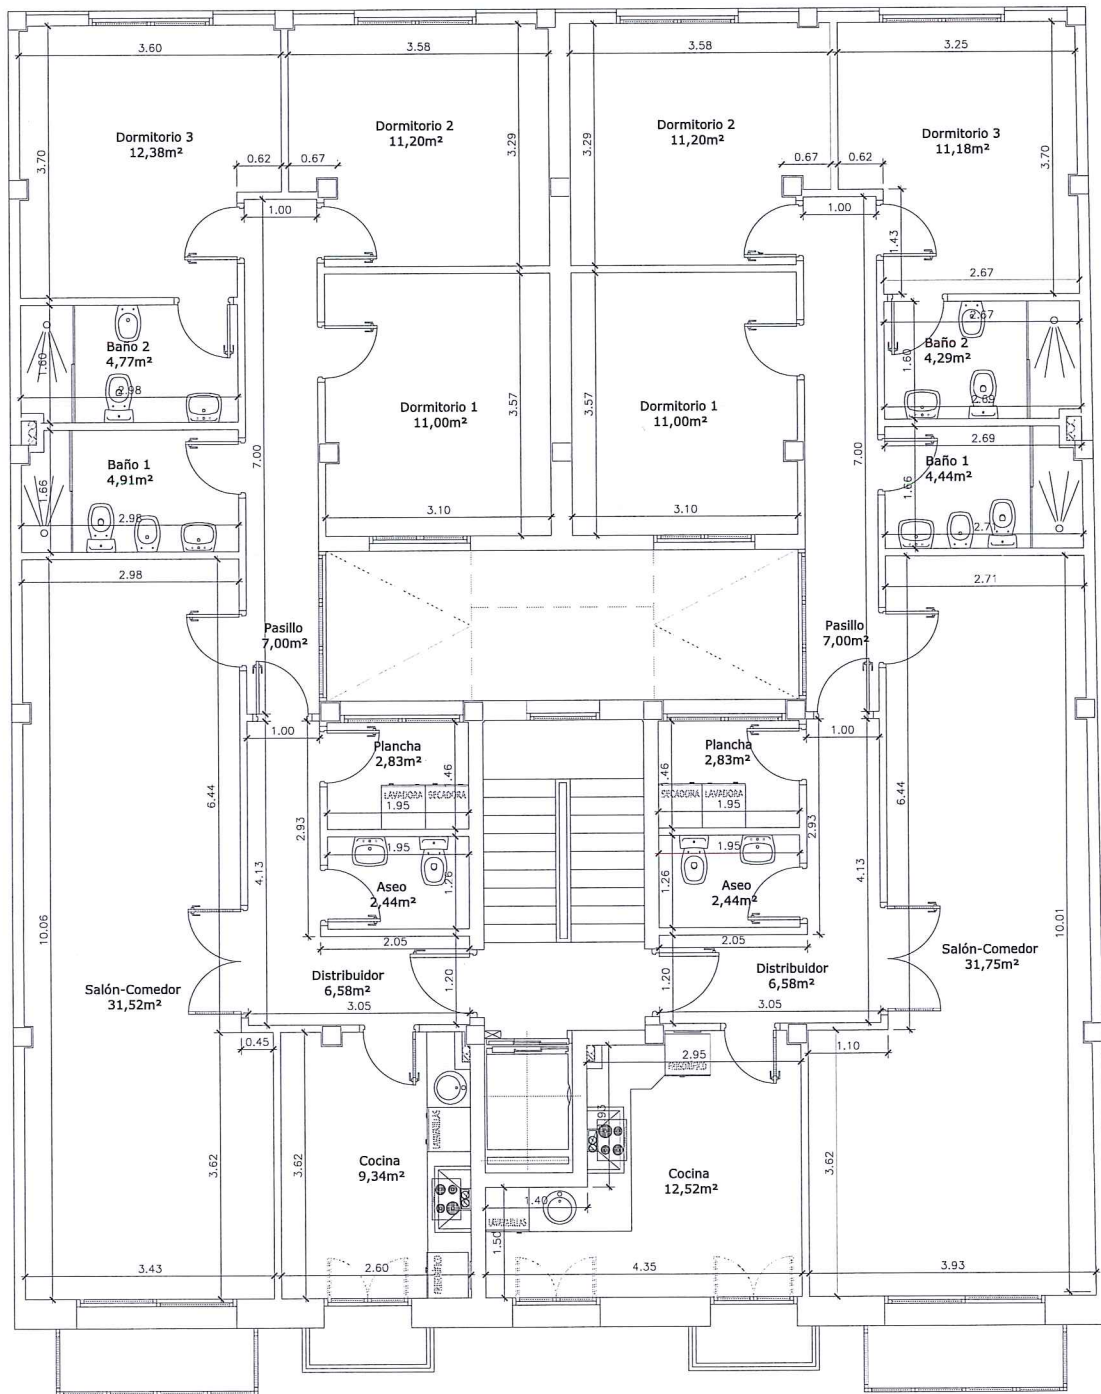 3.60
3.58
3.58
3.25
Dormitorio 3
12,38m²
Dormitorio 2
11,20m²
Dormitorio 2
11,20m²
Dormitorio 3
11,18m²
3.70
3.29
3.29
3.70
0.62
0.67
0.67
0.62
1.00
1.00
1.43
2.67
2.67
Baño 2
4,77m²
1.60
2.98
Baño 2
4,29m²
1.60
2.69
Dormitorio 1
11,00m²
3.57
3.57
Dormitorio 1
11,00m²
7.00
7.00
2.69
Baño 1
4,91m²
1.66
2.98
Baño 1
4,44m²
1.66
3.10
3.10
2.98
2.71
Pasillo
7,00m²
Pasillo
7,00m²
1.00
1.00
Plancha
2,83m²
Plancha
2,83m²
LAVADORA
SECADORA
SECADORA
LAVADORA
1.95
1.95
6.44
6.44
2.93
2.93
4.13
4.13
1.95
1.95
1.26
1.26
Aseo
2,44m²
Aseo
2,44m²
10.06
10.01
2.05
2.05
Salón-Comedor
31,52m²
Distribuidor
6,58m²
1.20
1.20
Distribuidor
6,58m²
Salón-Comedor
31,75m²
3.05
3.05
0.45
2.95
1.10
FRIGORÍFICO
LAVAVAJILLAS
3.62
3.62
3.62
Cocina
9,34m²
Cocina
12,52m²
1.40
LAVAVAJILLAS
1.50
FRIGORÍFICO
3.43
2.60
4.35
3.93